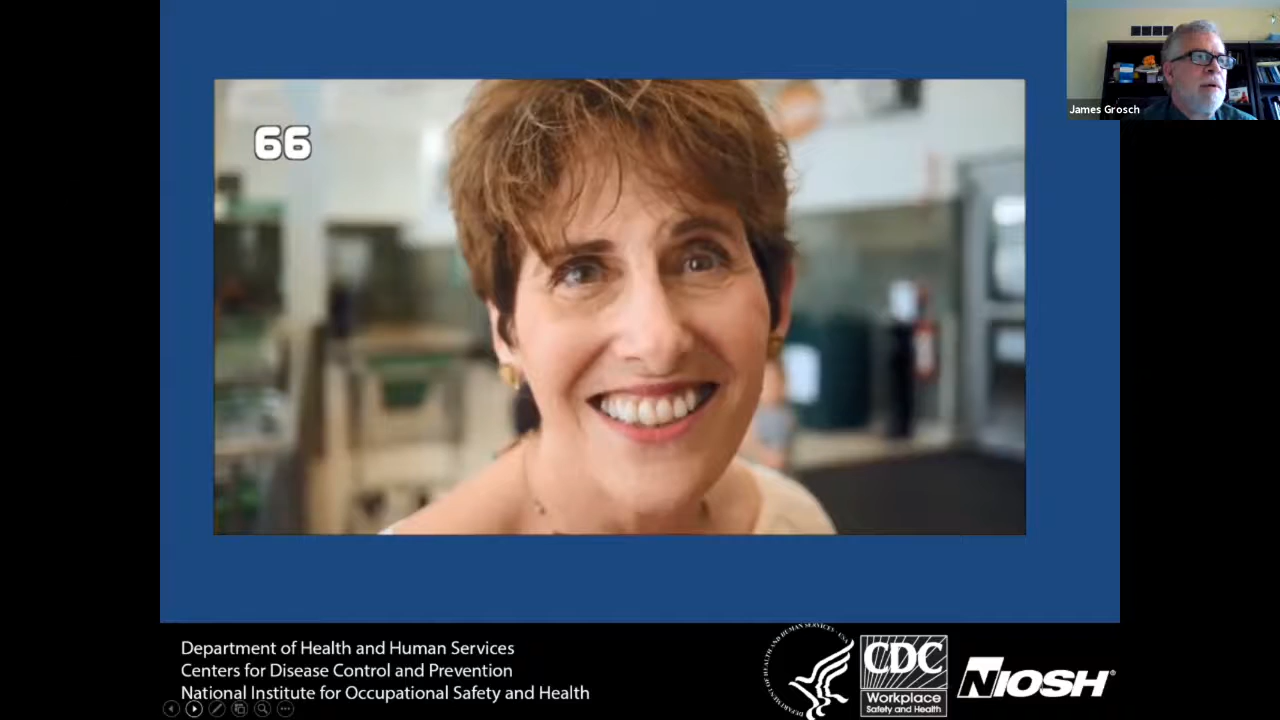 66
James Grosch
Department of Health and Human Services
Centers for Disease Control and Prevention
National Institute for Occupational Safety and Health
CDC
Workplace
Safety and Health
NIOSH®